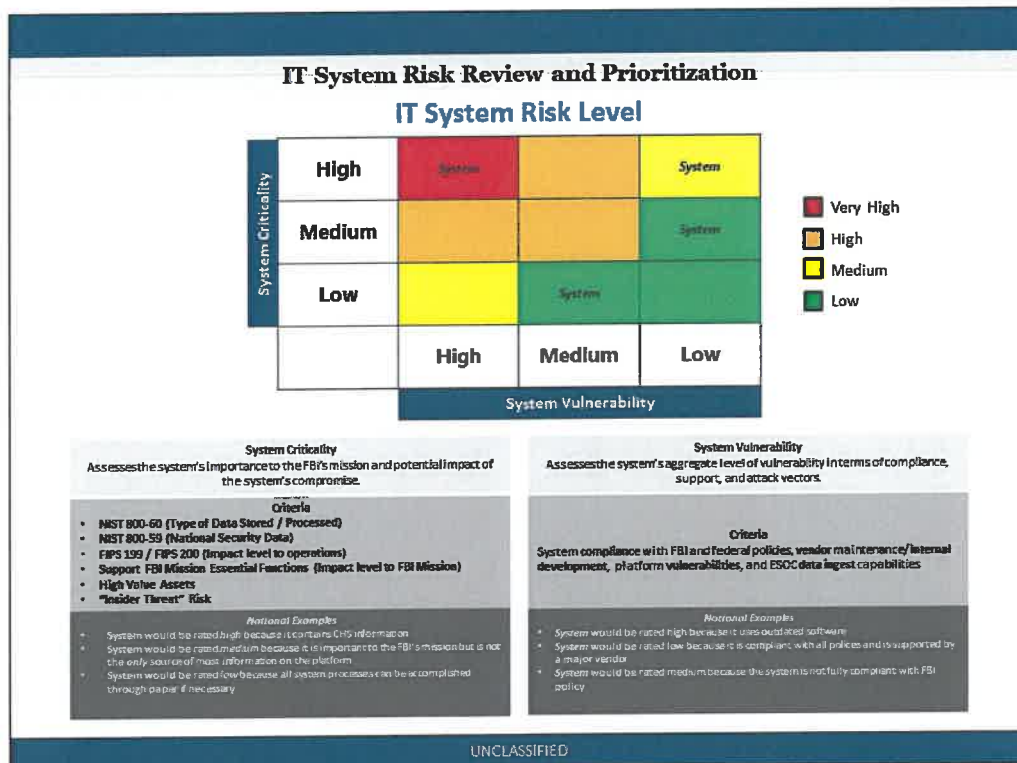 IT System Risk Review and Prioritization
IT System Risk Level
System Criticality
High
System
System
Medium
System
Low
System
High
Medium
Low
System Vulnerability
Very High
High
Medium
Low
System Criticality
Assesses the system's importance to the FBI's mission and potential impact of
the system's compromise.
Criteria
• NIST 800-60 (Type of Data Stored / Processed)
• NIST 800-59 (National Security Data)
• FIPS 199 / FIPS 200 (Impact level to operations)
• Support FBI Mission Essential Functions (Impact level to FBI Mission)
• High Value Assets
• "Insider Threat" Risk
Notional Examples
• System would be rated high because it contains CHS information
• System would be rated medium because it is important to the FBI's mission but is not
the only source of most information on the platform
• System would be rated low because all system processes can be accomplished
through paper if necessary
System Vulnerability
Assesses the system's aggregate level of vulnerability in terms of compliance,
support, and attack vectors.
Criteria
System compliance with FBI and federal policies, vendor maintenance/internal
development, platform vulnerabilities, and ESOC data ingest capabilities
Notional Examples
• System would be rated high because it uses outdated software
• System would be rated low because it is compliant with all polices and is supported by
a major vendor
• System would be rated medium because the system is not fully compliant with FBI
policy
UNCLASSIFIED